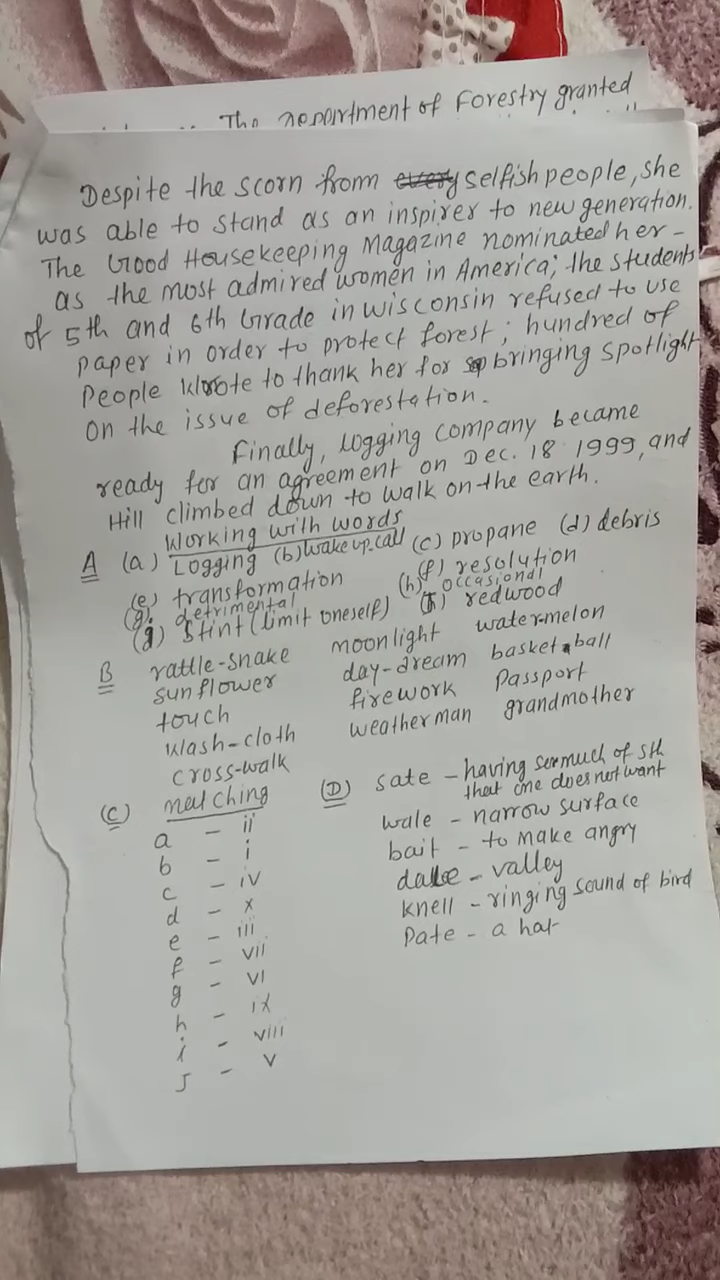 The Department of Forestry granted
Despite the scorn from every selfish people, she
was able to stand as an inspirer to new generation.
The Good Housekeeping Magazine nominated her -
as the most admired women in America; the students
of 5th and 6th Grade in Wisconsin refused to use
paper in order to protect forest; hundred of
People Wrote to thank her for bringing spotlight
on the issue of deforestation.
Finally, logging company became
ready for an agreement on Dec. 18 1999, and
Hill climbed down to walk on the earth.
Working with words
A (a) Logging (b) wake up call (c) propane (d) debris
(e) transformation (f) resolution
(g) detrimental (h) occasional
(j) Stint (limit oneself) redwood
B rattle-snake moonlight water-melon
sunflower day-dream basket ball
touch firework Passport
Wash-cloth weather man grandmother
cross-walk
(C) matching (D) sate - having so much of sth
that one does not want
a - ii wale - narrow surface
b - i bait - to make angry
c - iv dale - valley
d - x knell - ringing sound of bird
e - iii Pate - a hat
f - vii
g - vi
h - ix
i - viii
J - v